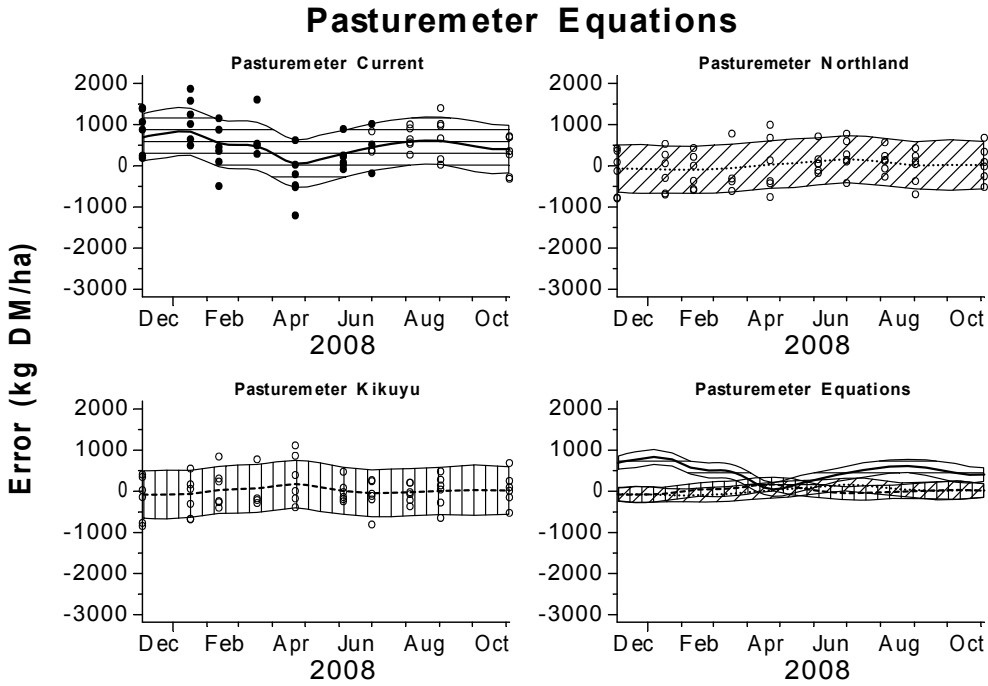 Pasturemeter Equations
Error (kg DM/ha)
Pasturemeter Current
2000
1000
0
-1000
-2000
-3000
Dec Feb Apr Jun Aug Oct
2008
Pasturemeter Northland
2000
1000
0
-1000
-2000
-3000
Dec Feb Apr Jun Aug Oct
2008
Pasturemeter Kikuyu
2000
1000
0
-1000
-2000
-3000
Dec Feb Apr Jun Aug Oct
2008
Pasturemeter Equations
2000
1000
0
-1000
-2000
-3000
Dec Feb Apr Jun Aug Oct
2008